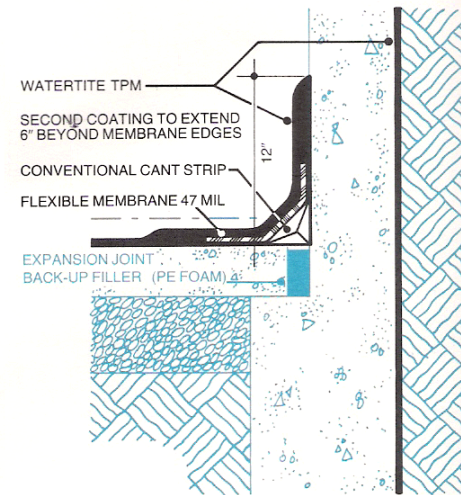 WATERTITE TPM
SECOND COATING TO EXTEND
6" BEYOND MEMBRANE EDGES
12"
CONVENTIONAL CANT STRIP
FLEXIBLE MEMBRANE 47 MIL
EXPANSION JOINT
BACK-UP FILLER (PE FOAM)